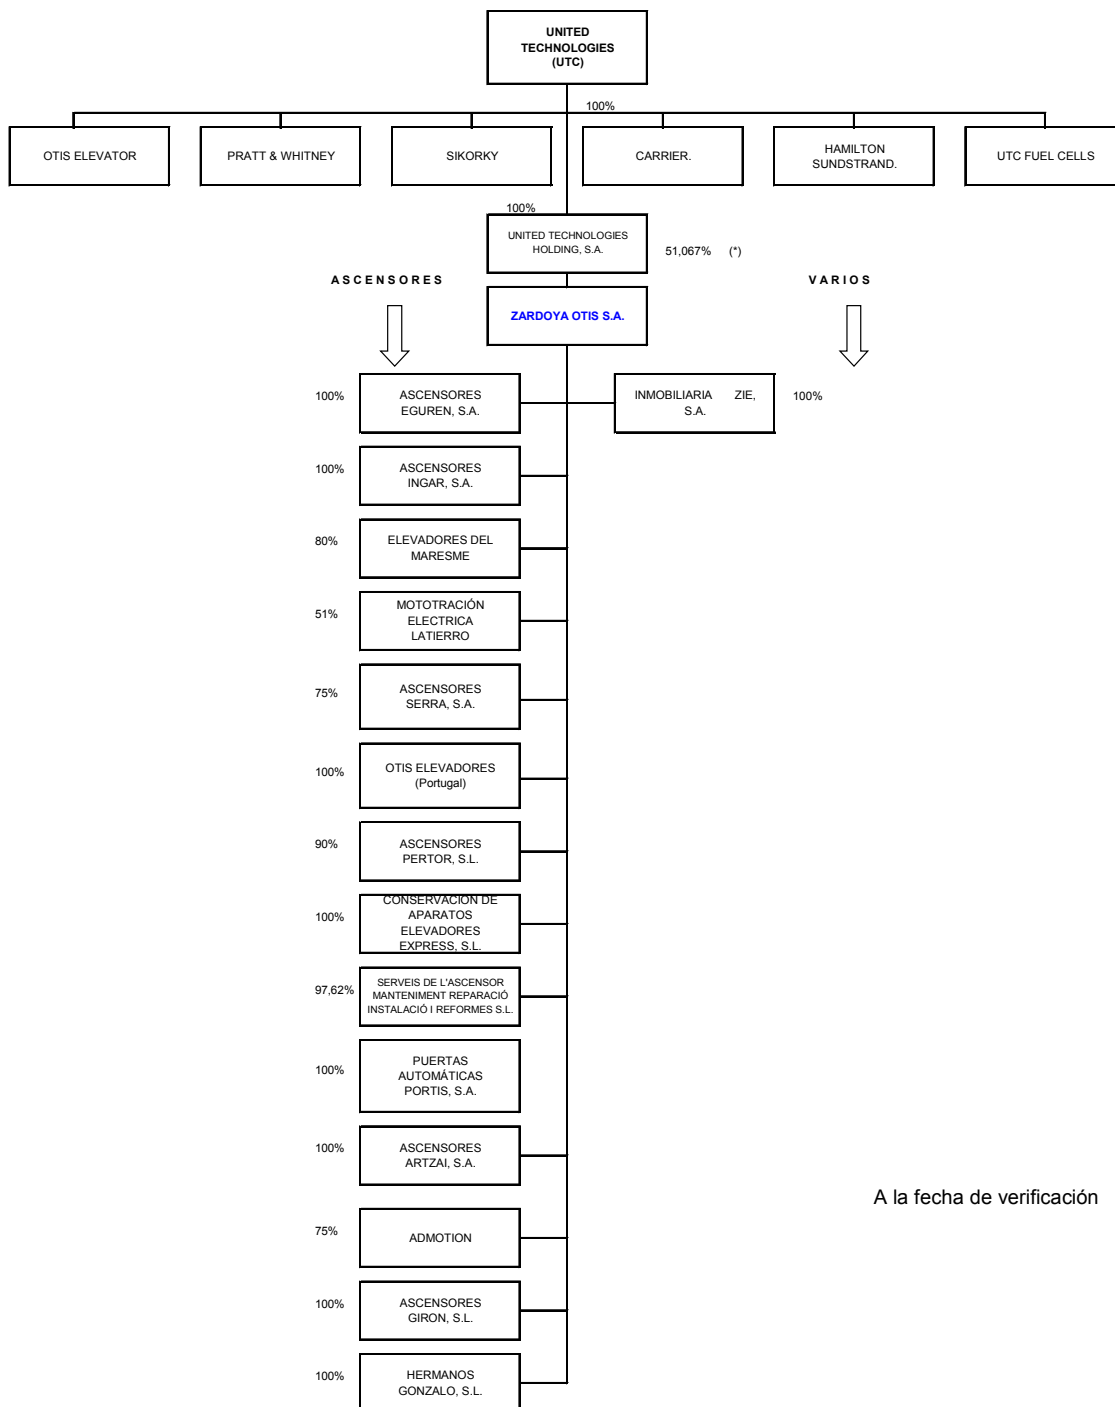 UNITED
TECHNOLOGIES
(UTC)
100%
OTIS ELEVATOR
PRATT & WHITNEY
SIKORKY
CARRIER.
HAMILTON
SUNDSTRAND.
UTC FUEL CELLS
100%
UNITED TECHNOLOGIES
HOLDING, S.A.
51,067% (*)
ASCENSORES
VARIOS
ZARDOYA OTIS S.A.
100%
ASCENSORES
EGUREN, S.A.
INMOBILIARIA ZIE,
S.A.
100%
100%
ASCENSORES
INGAR, S.A.
80%
ELEVADORES DEL
MARESME
51%
MOTOTRACIÓN
ELECTRICA
LATIERRO
75%
ASCENSORES
SERRA, S.A.
100%
OTIS ELEVADORES
(Portugal)
90%
ASCENSORES
PERTOR, S.L.
100%
CONSERVACION DE
APARATOS
ELEVADORES
EXPRESS, S.L.
97,62%
SERVEIS DE L'ASCENSOR
MANTENIMENT REPARACIÓ
INSTALACIÓ I REFORMES S.L.
100%
PUERTAS
AUTOMÁTICAS
PORTIS, S.A.
100%
ASCENSORES
ARTZAI, S.A.
A la fecha de verificación
75%
ADMOTION
100%
ASCENSORES
GIRON, S.L.
100%
HERMANOS
GONZALO, S.L.